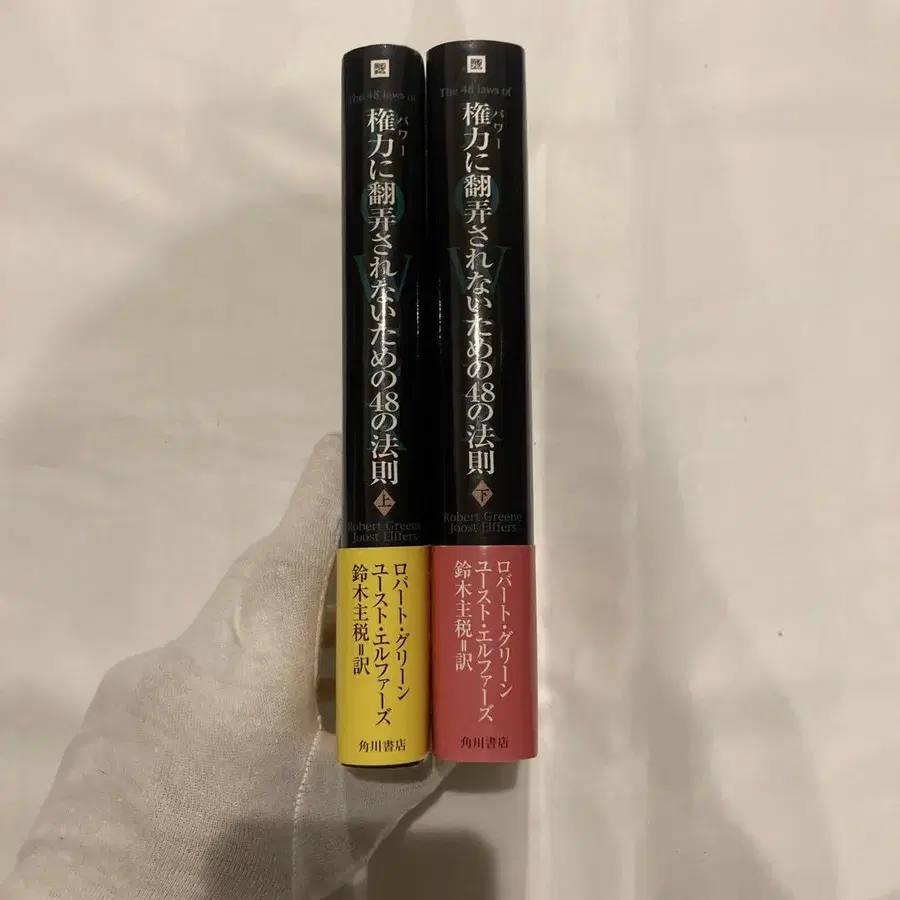 The 48 laws of
POWER
権力に翻弄されないための48の法則
パワー
上
Robert Greene
Joost Elffers
ロバート・グリーン
ユースト・エルファーズ
鈴木主税=訳
角川書店
The 48 laws of
POWER
権力に翻弄されないための48の法則
パワー
下
Robert Greene
Joost Elffers
ロバート・グリーン
ユースト・エルファーズ
鈴木主税=訳
角川書店